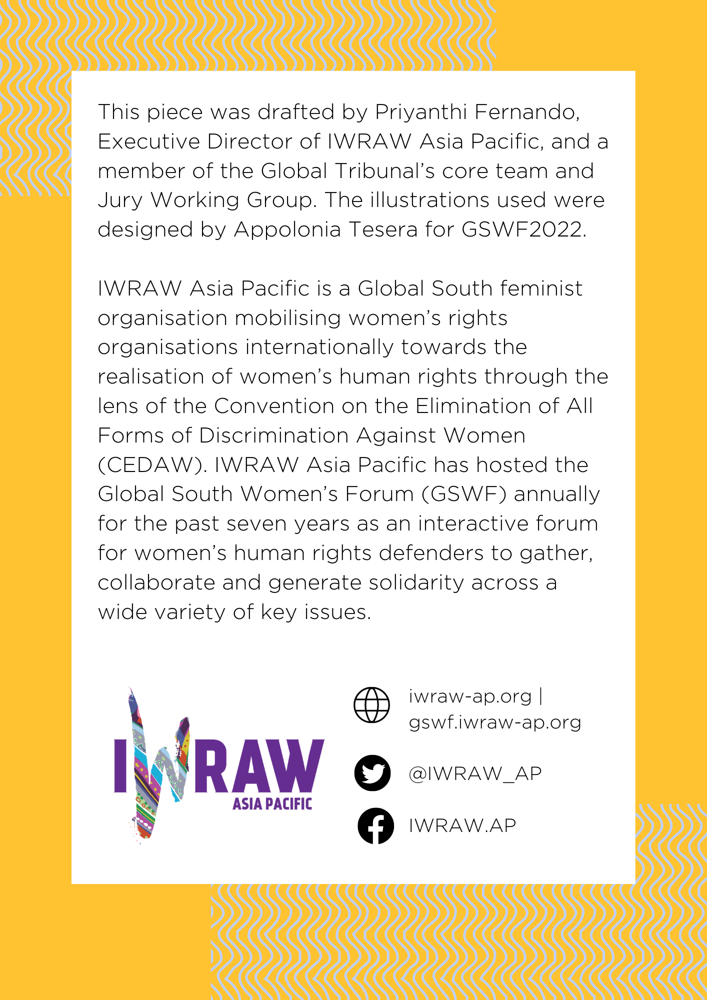 This piece was drafted by Priyanthi Fernando,
Executive Director of IWRAW Asia Pacific, and a
member of the Global Tribunal’s core team and
Jury Working Group. The illustrations used were
designed by Appolonia Tesera for GSWF2022.
IWRAW Asia Pacific is a Global South feminist
organisation mobilising women’s rights
organisations internationally towards the
realisation of women’s human rights through the
lens of the Convention on the Elimination of All
Forms of Discrimination Against Women
(CEDAW). IWRAW Asia Pacific has hosted the
Global South Women’s Forum (GSWF) annually
for the past seven years as an interactive forum
for women’s human rights defenders to gather,
collaborate and generate solidarity across a
wide variety of key issues.
IWRAW
ASIA PACIFIC
iwraw-ap.org |
gswf.iwraw-ap.org
@IWRAW_AP
IWRAW.AP